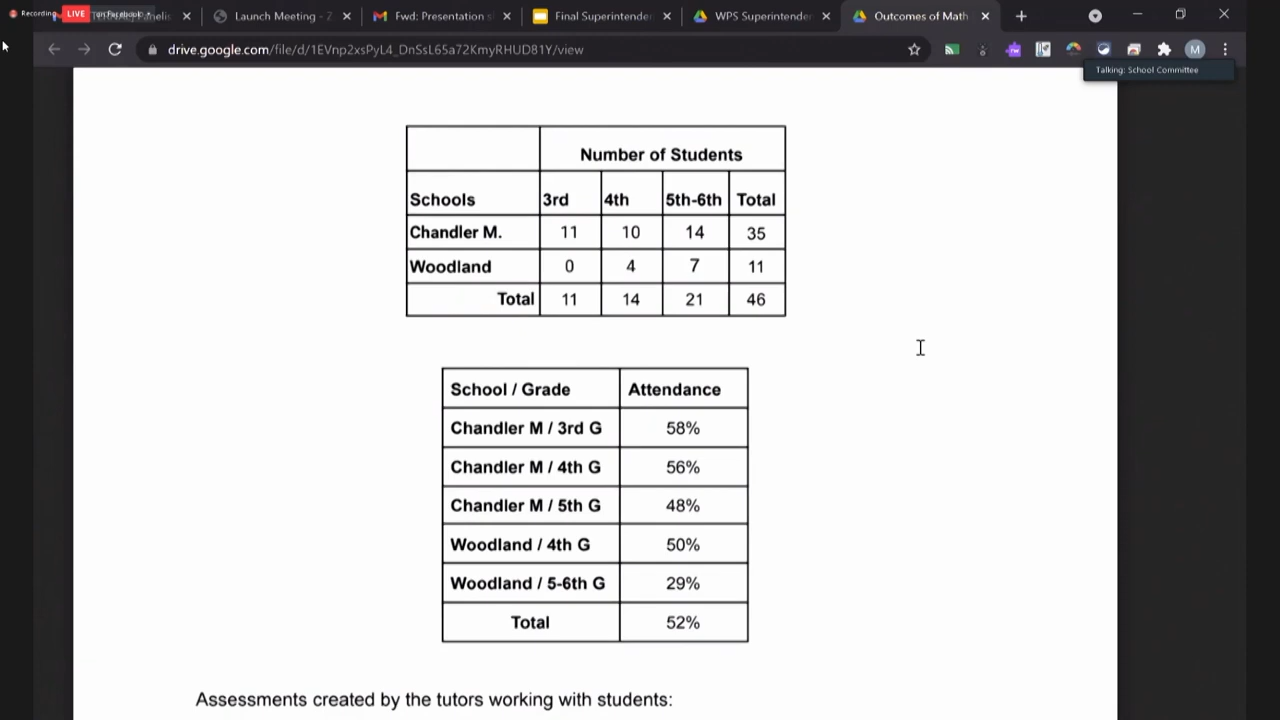 Recording LIVE on Facebook
Launch Meeting - Z
Fwd: Presentation s
Final Superintenden
WPS Superintender
Outcomes of Math
drive.google.com/file/d/1EVnp2xsPyL4_DnSsL65a72KmyRHUD81Y/view
M
Talking: School Committee
Number of Students
Schools 3rd 4th 5th-6th Total
Chandler M. 11 10 14 35
Woodland 0 4 7 11
Total 11 14 21 46
School / Grade Attendance
Chandler M / 3rd G 58%
Chandler M / 4th G 56%
Chandler M / 5th G 48%
Woodland / 4th G 50%
Woodland / 5-6th G 29%
Total 52%
Assessments created by the tutors working with students: